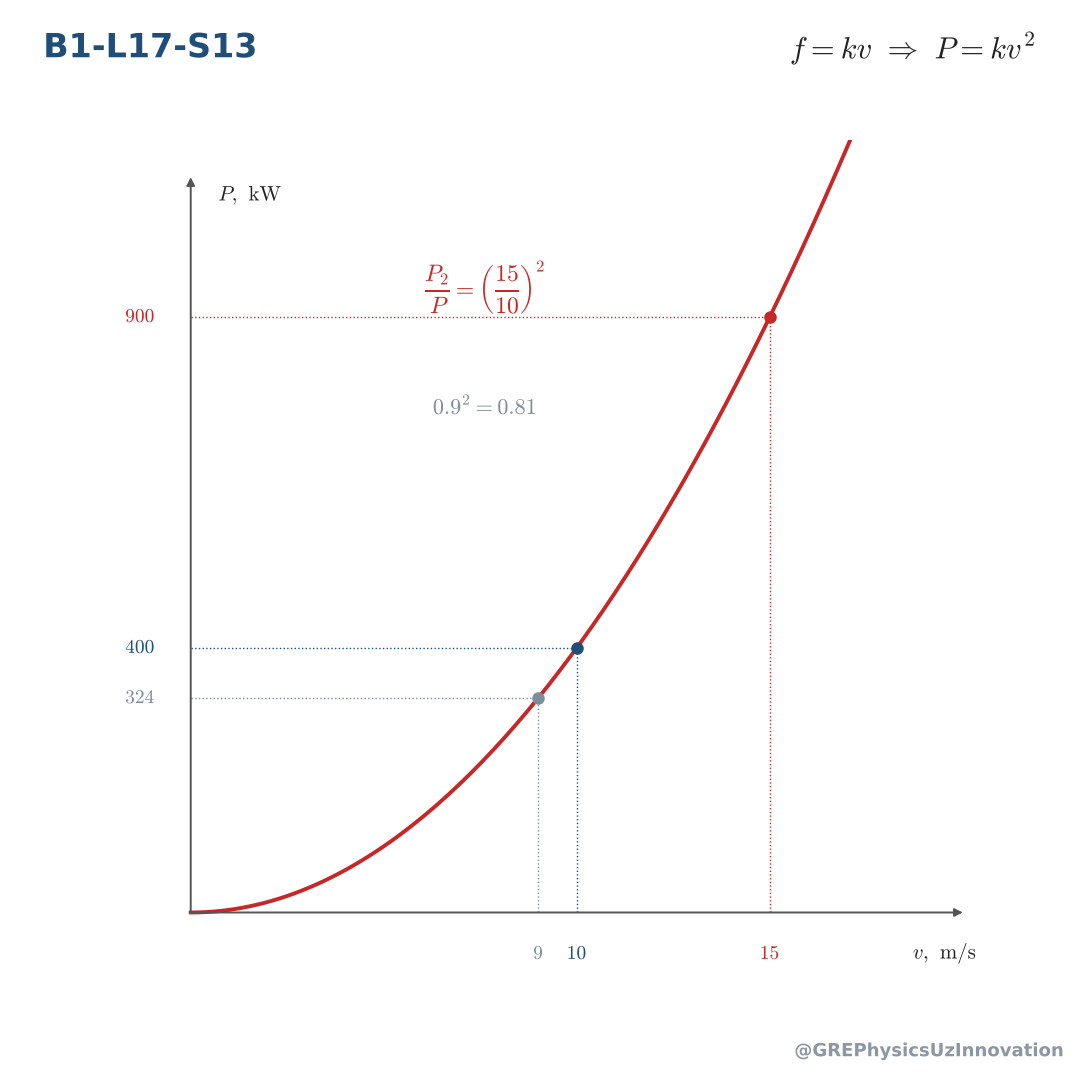 B1-L17-S13
f = kv ⇒ P = kv²
P, kW
P₂/P = (15/10)²
900
0.9² = 0.81
400
324
9 10 15 v, m/s
@GREPhysicsUzInnovation